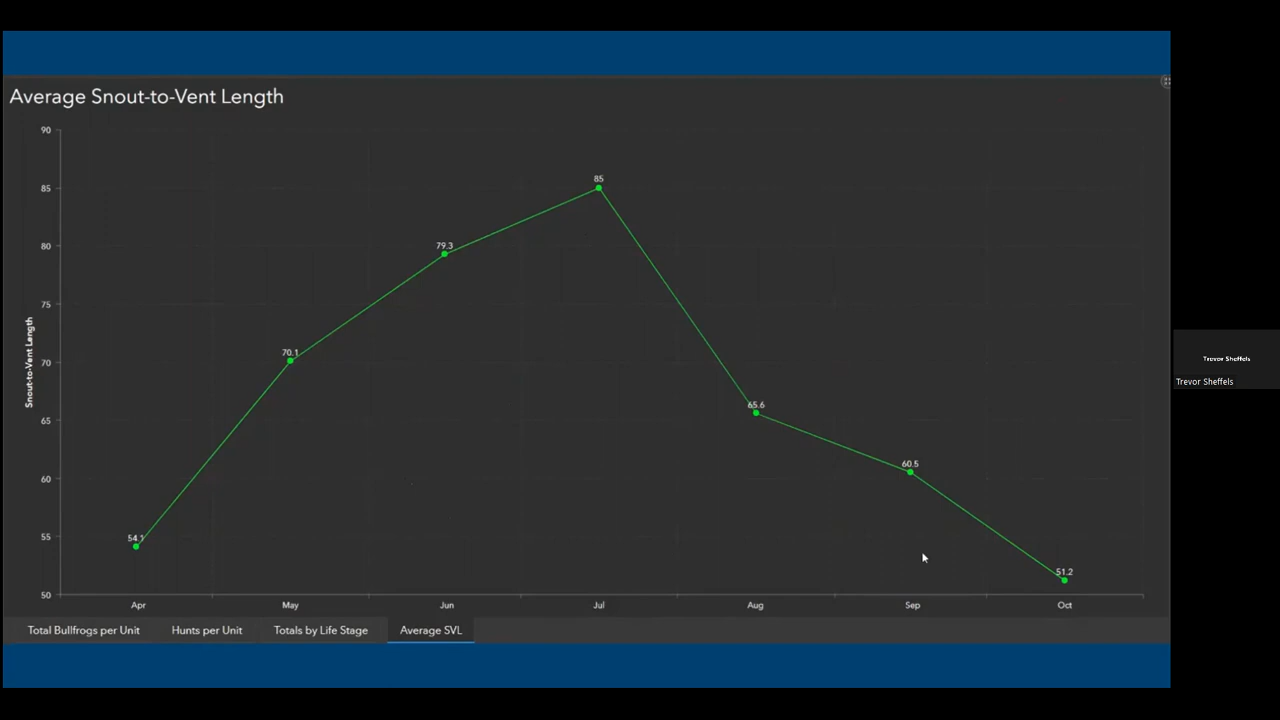 Average Snout-to-Vent Length
90
85
80
75
70
65
60
55
50
Snout-to-Vent Length
54.1
70.1
79.3
85
65.6
60.5
51.2
Apr May Jun Jul Aug Sep Oct
Total Bullfrogs per Unit Hunts per Unit Totals by Life Stage Average SVL
Trevor Sheffels
Trevor Sheffels